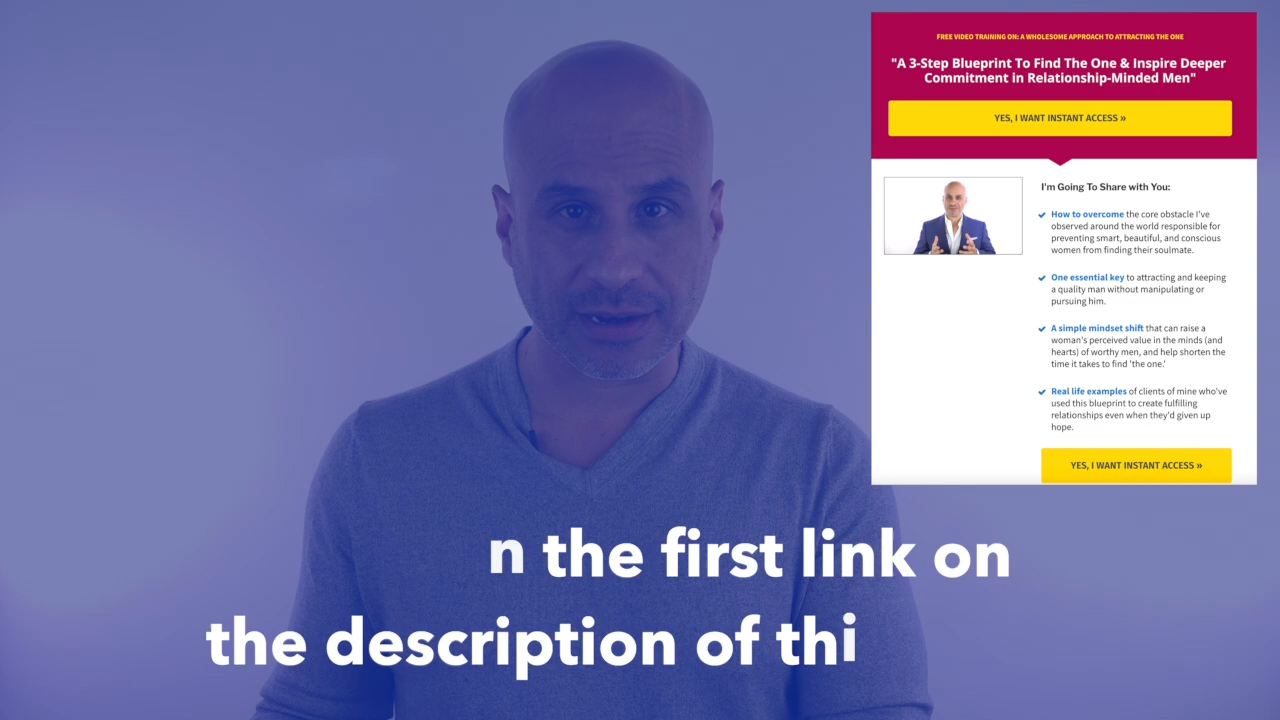 FREE VIDEO TRAINING ON: A WHOLESOME APPROACH TO ATTRACTING THE ONE
"A 3-Step Blueprint To Find The One & Inspire Deeper
Commitment in Relationship-Minded Men"
YES, I WANT INSTANT ACCESS »
I'm Going To Share with You:
How to overcome the core obstacle I've
observed around the world responsible for
preventing smart, beautiful, and conscious
women from finding their soulmate.
One essential key to attracting and keeping
a quality man without manipulating or
pursuing him.
A simple mindset shift that can raise a
woman's perceived value in the minds (and
hearts) of worthy men, and help shorten the
time it takes to find 'the one.'
Real life examples of clients of mine who've
used this blueprint to create fulfilling
relationships even when they'd given up
hope.
YES, I WANT INSTANT ACCESS »
n the first link on
the description of thi